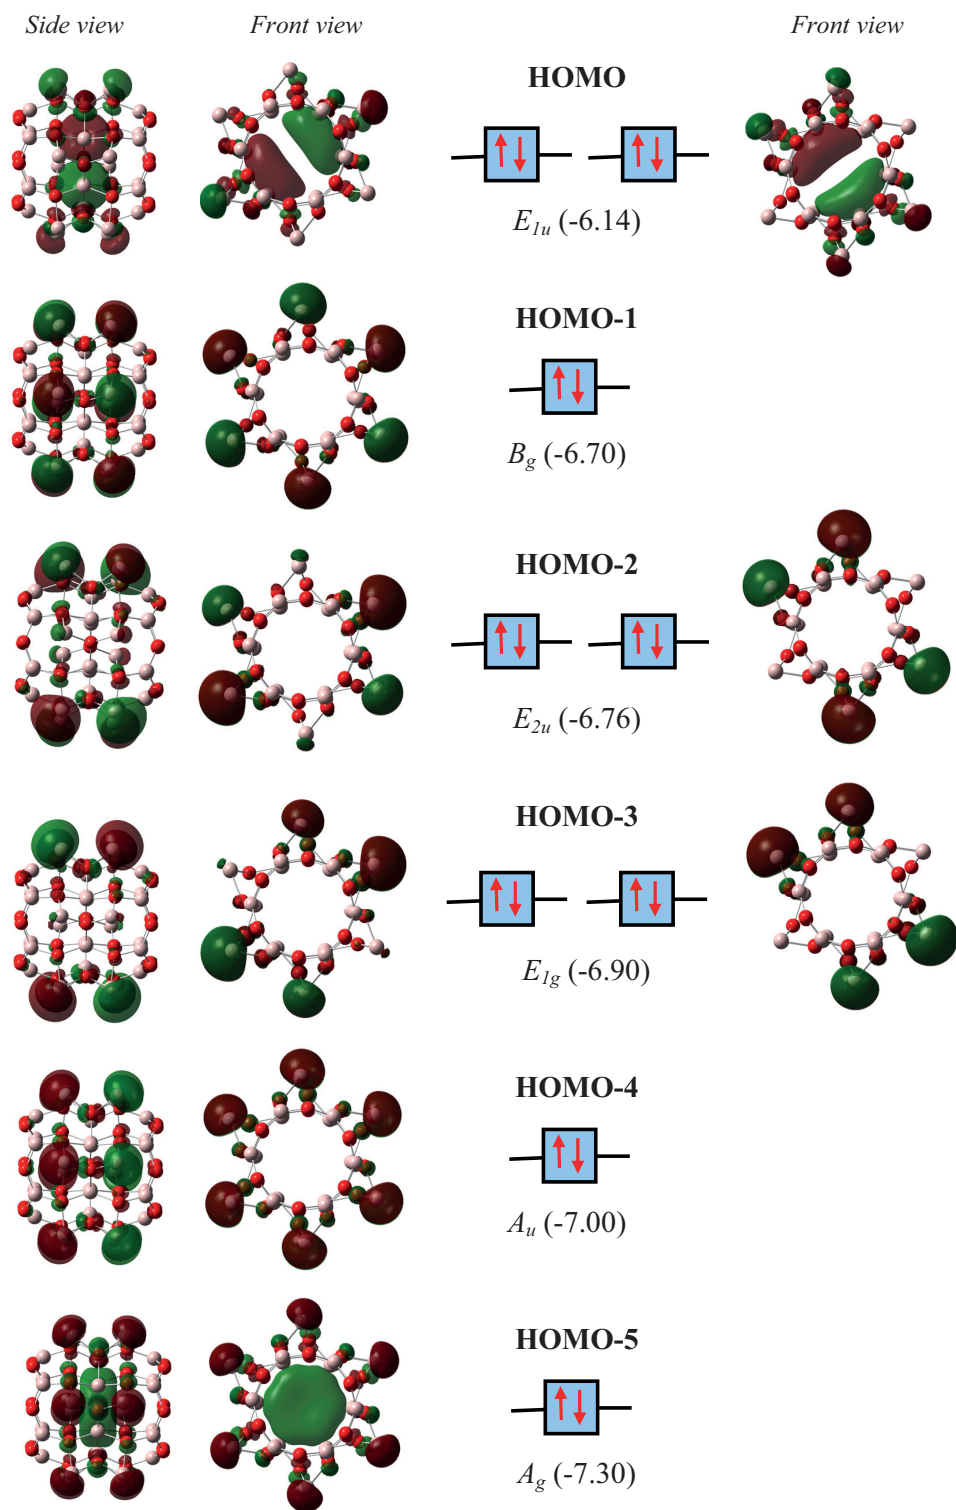 Side view
Front view
Front view
HOMO
E1u (-6.14)
HOMO-1
Bg (-6.70)
HOMO-2
E2u (-6.76)
HOMO-3
E1g (-6.90)
HOMO-4
Au (-7.00)
HOMO-5
Ag (-7.30)